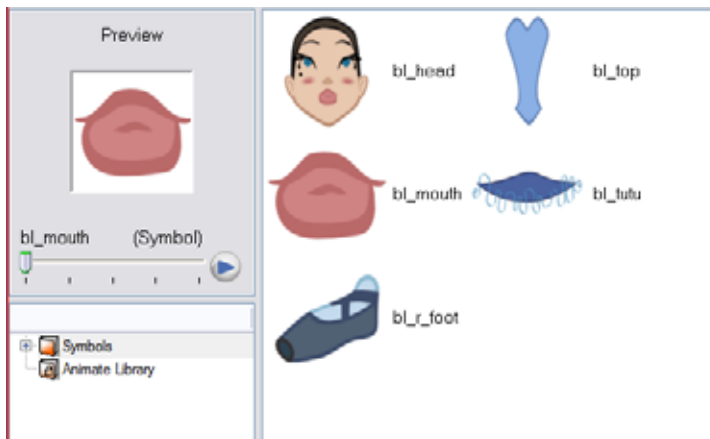 Preview
bl_mouth (Symbol)
Symbols
Animate Library
bl_head
bl_top
bl_mouth
bl_tutu
bl_r_foot